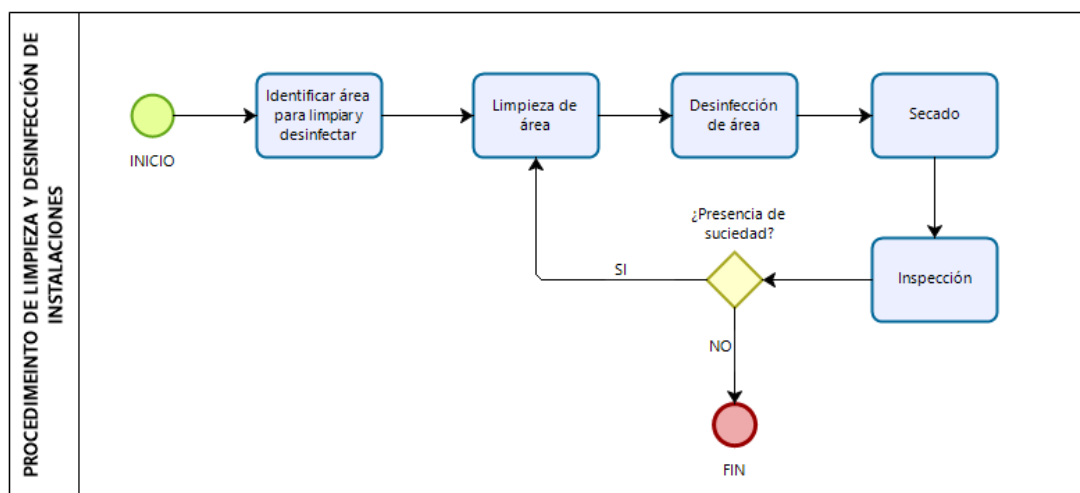 PROCEDIMEINTO DE LIMPIEZA Y DESINFECCIÓN DE
INSTALACIONES
INICIO
Identificar área
para limpiar y
desinfectar
Limpieza de
área
Desinfección
de área
Secado
Inspección
¿Presencia de
suciedad?
SI
NO
FIN